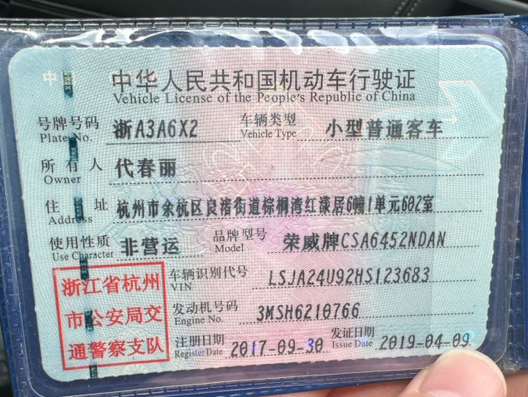 中华人民共和国机动车行驶证
Vehicle License of the People's Republic of China
号牌号码 浙A3A6X2 车辆类型 小型普通客车
Plate No. Vehicle Type
所有人 代春丽
Owner
住址 杭州市余杭区良渚街道棕榈湾红漾居6幢1单元602室
Address
使用性质 非营运 品牌型号 荣威牌CSA6452NDAN
Use Character Model
浙江省杭州
市公安局交
通警察支队
车辆识别代号 LSJA24U92HS123683
VIN
发动机号码 3MSH6210766
Engine No.
注册日期 2017-09-30 发证日期 2019-04-09
Register Date Issue Date